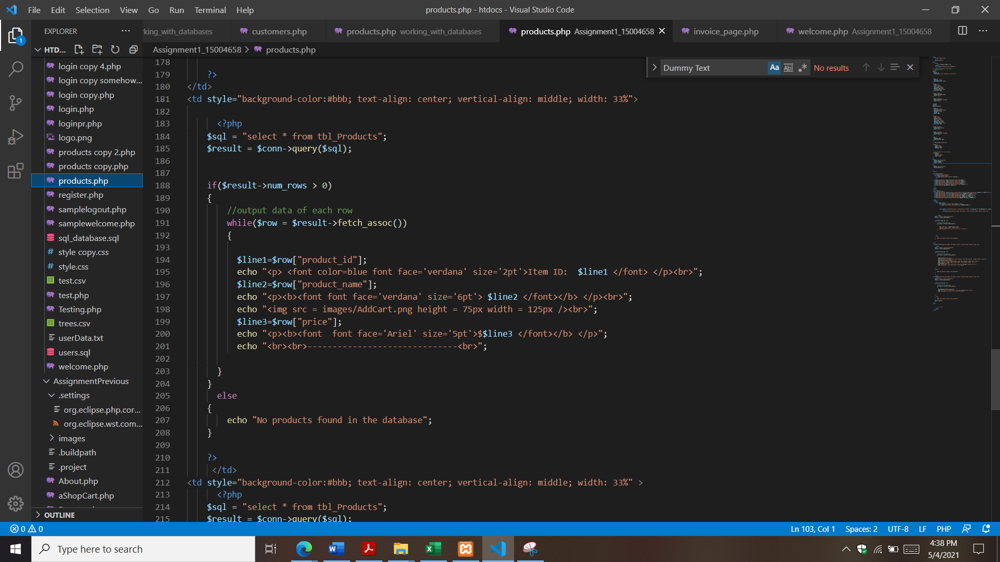 File Edit Selection View Go Run Terminal Help
products.php - htdocs - Visual Studio Code
EXPLORER
king_with_databases customers.php products.php working_with_databases products.php Assignment1_15004658 invoice_page.php welcome.php Assignment1_15004658
HTD...
Assignment1_15004658 > products.php
Dummy Text Aa Abl .* No results
1
login copy 4.php
login copy somehow...
login copy.php
login.php
loginpr.php
logo.png
products copy 2.php
products copy.php
products.php
register.php
samplelogout.php
samplewelcome.php
sql_database.sql
style copy.css
style.css
test.csv
test.php
Testing.php
trees.csv
userData.txt
users.sql
welcome.php
AssignmentPrevious
.settings
org.eclipse.php.cor...
org.eclipse.wst.com...
images
.buildpath
.project
About.php
aShopCart.php
OUTLINE
178
179 ?>
180 </td>
181 <td style="background-color:#bbb; text-align: center; vertical-align: middle; width: 33%">
182
183 <?php
184 $sql = "select * from tbl_Products";
185 $result = $conn->query($sql);
186
187
188 if($result->num_rows > 0)
189 {
190 //output data of each row
191 while($row = $result->fetch_assoc())
192 {
193
194 $line1=$row["product_id"];
195 echo "<p> <font color=blue font face='verdana' size='2pt'>Item ID:  $line1 </font> </p><br>";
196 $line2=$row["product_name"];
197 echo "<p><b><font font face='verdana' size='6pt'> $line2 </font></b> </p><br>";
198 echo "<img src = images/AddCart.png height = 75px width = 125px /><br>";
199 $line3=$row["price"];
200 echo "<p><b><font  font face='Ariel' size='5pt'>$$line3 </font></b> </p>";
201 echo "<br><br>------------------------------<br>";
202
203 }
204 }
205 else
206 {
207 echo "No products found in the database";
208 }
209
210 ?>
211 </td>
212 <td style="background-color:#bbb; text-align: center; vertical-align: middle; width: 33%" >
213 <?php
214 $sql = "select * from tbl_Products";
215 $result = $conn->query($sql);
0 0
Ln 103, Col 1 Spaces: 2 UTF-8 LF PHP
Type here to search
4:38 PM
5/4/2021